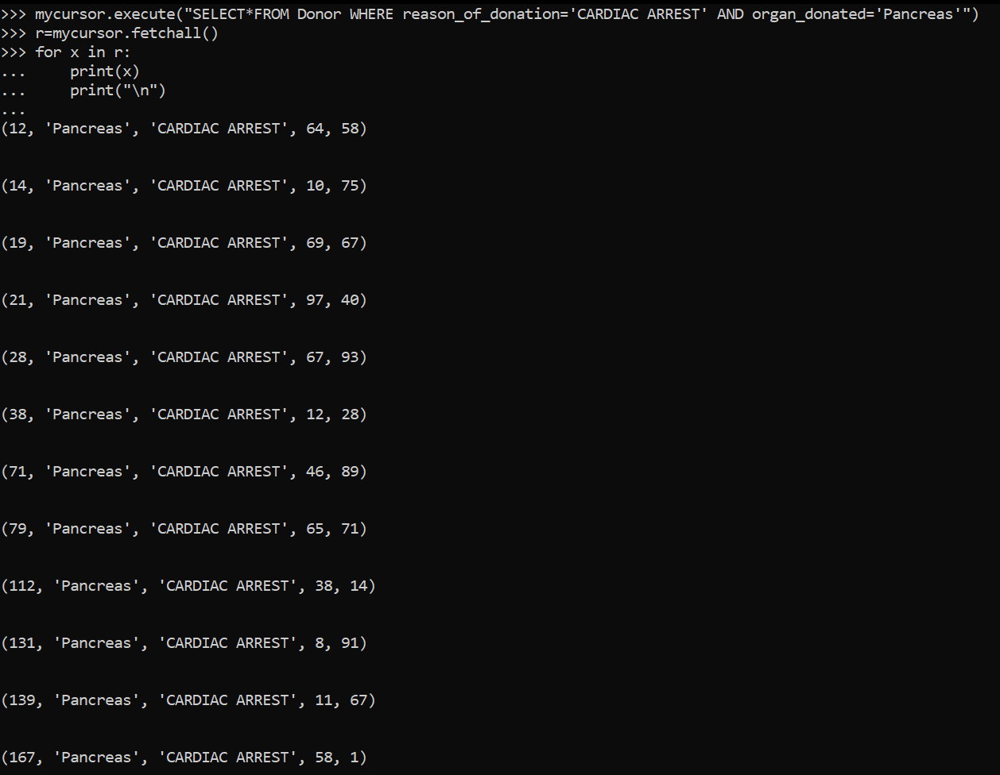 >>> mycursor.execute("SELECT*FROM Donor WHERE reason_of_donation='CARDIAC ARREST' AND organ_donated='Pancreas'")
>>> r=mycursor.fetchall()
>>> for x in r:
...     print(x)
...     print("\n")
...
(12, 'Pancreas', 'CARDIAC ARREST', 64, 58)
(14, 'Pancreas', 'CARDIAC ARREST', 10, 75)
(19, 'Pancreas', 'CARDIAC ARREST', 69, 67)
(21, 'Pancreas', 'CARDIAC ARREST', 97, 40)
(28, 'Pancreas', 'CARDIAC ARREST', 67, 93)
(38, 'Pancreas', 'CARDIAC ARREST', 12, 28)
(71, 'Pancreas', 'CARDIAC ARREST', 46, 89)
(79, 'Pancreas', 'CARDIAC ARREST', 65, 71)
(112, 'Pancreas', 'CARDIAC ARREST', 38, 14)
(131, 'Pancreas', 'CARDIAC ARREST', 8, 91)
(139, 'Pancreas', 'CARDIAC ARREST', 11, 67)
(167, 'Pancreas', 'CARDIAC ARREST', 58, 1)